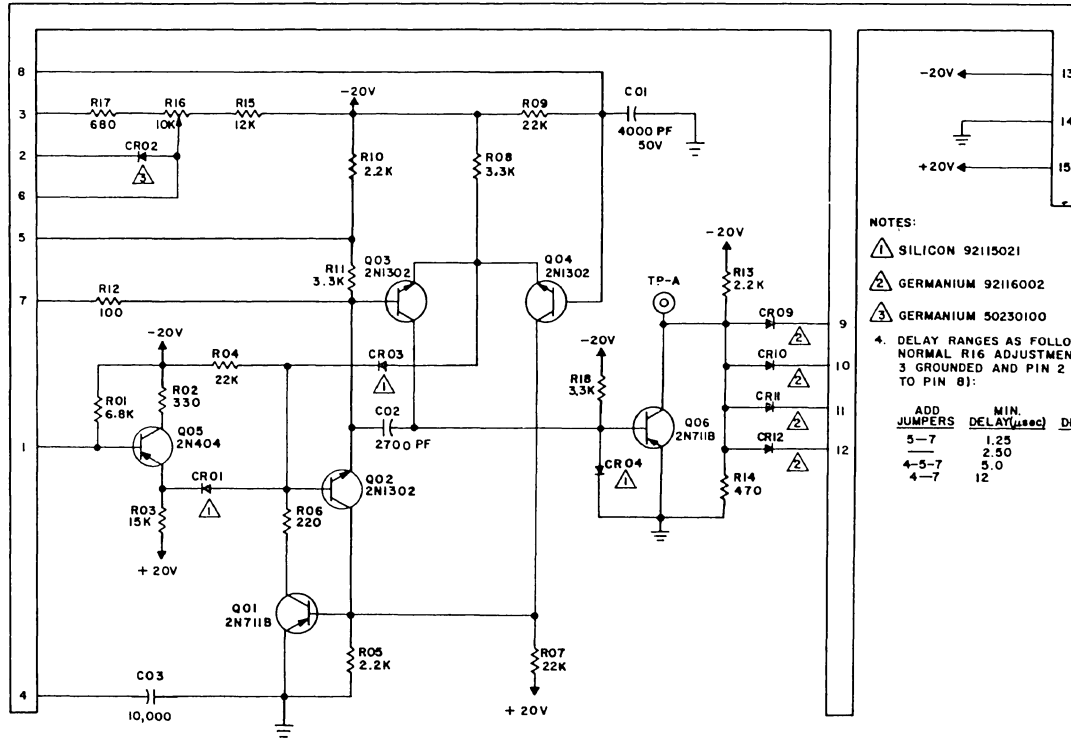 8
3
2
6
5
7
1
4
R17
680
R16
10K
R15
12K
CR02
3
-20V
R10
2.2K
R08
3.3K
R09
22K
C01
4000 PF
50V
R11
3.3K
Q03
2N1302
Q04
2N1302
R12
100
-20V
R04
22K
CR03
1
R01
6.8K
R02
330
Q05
2N404
CR01
1
R03
15K
+ 20V
C02
2700 PF
Q02
2N1302
R06
220
Q01
2N711B
R05
2.2K
R07
22K
+ 20V
C03
10,000
-20V
R18
3.3K
CR04
1
Q06
2N711B
TP-A
-20V
R13
2.2K
CR09
2
CR10
2
CR11
2
CR12
2
R14
470
9
10
11
12
-20V
13
14
+20V
15
NOTES:
1 SILICON 92115021
2 GERMANIUM 92116002
3 GERMANIUM 50230100
4. DELAY RANGES AS FOLLO
NORMAL R16 ADJUSTMEN
3 GROUNDED AND PIN 2
TO PIN 8):
ADD JUMPERS MIN. DELAY(μsec)
5-7 1.25
— 2.50
4-5-7 5.0
4—7 12